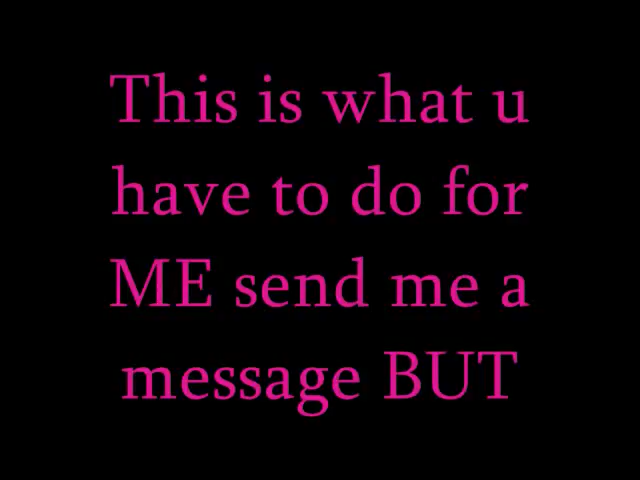 This is what u
have to do for
ME send me a
message BUT